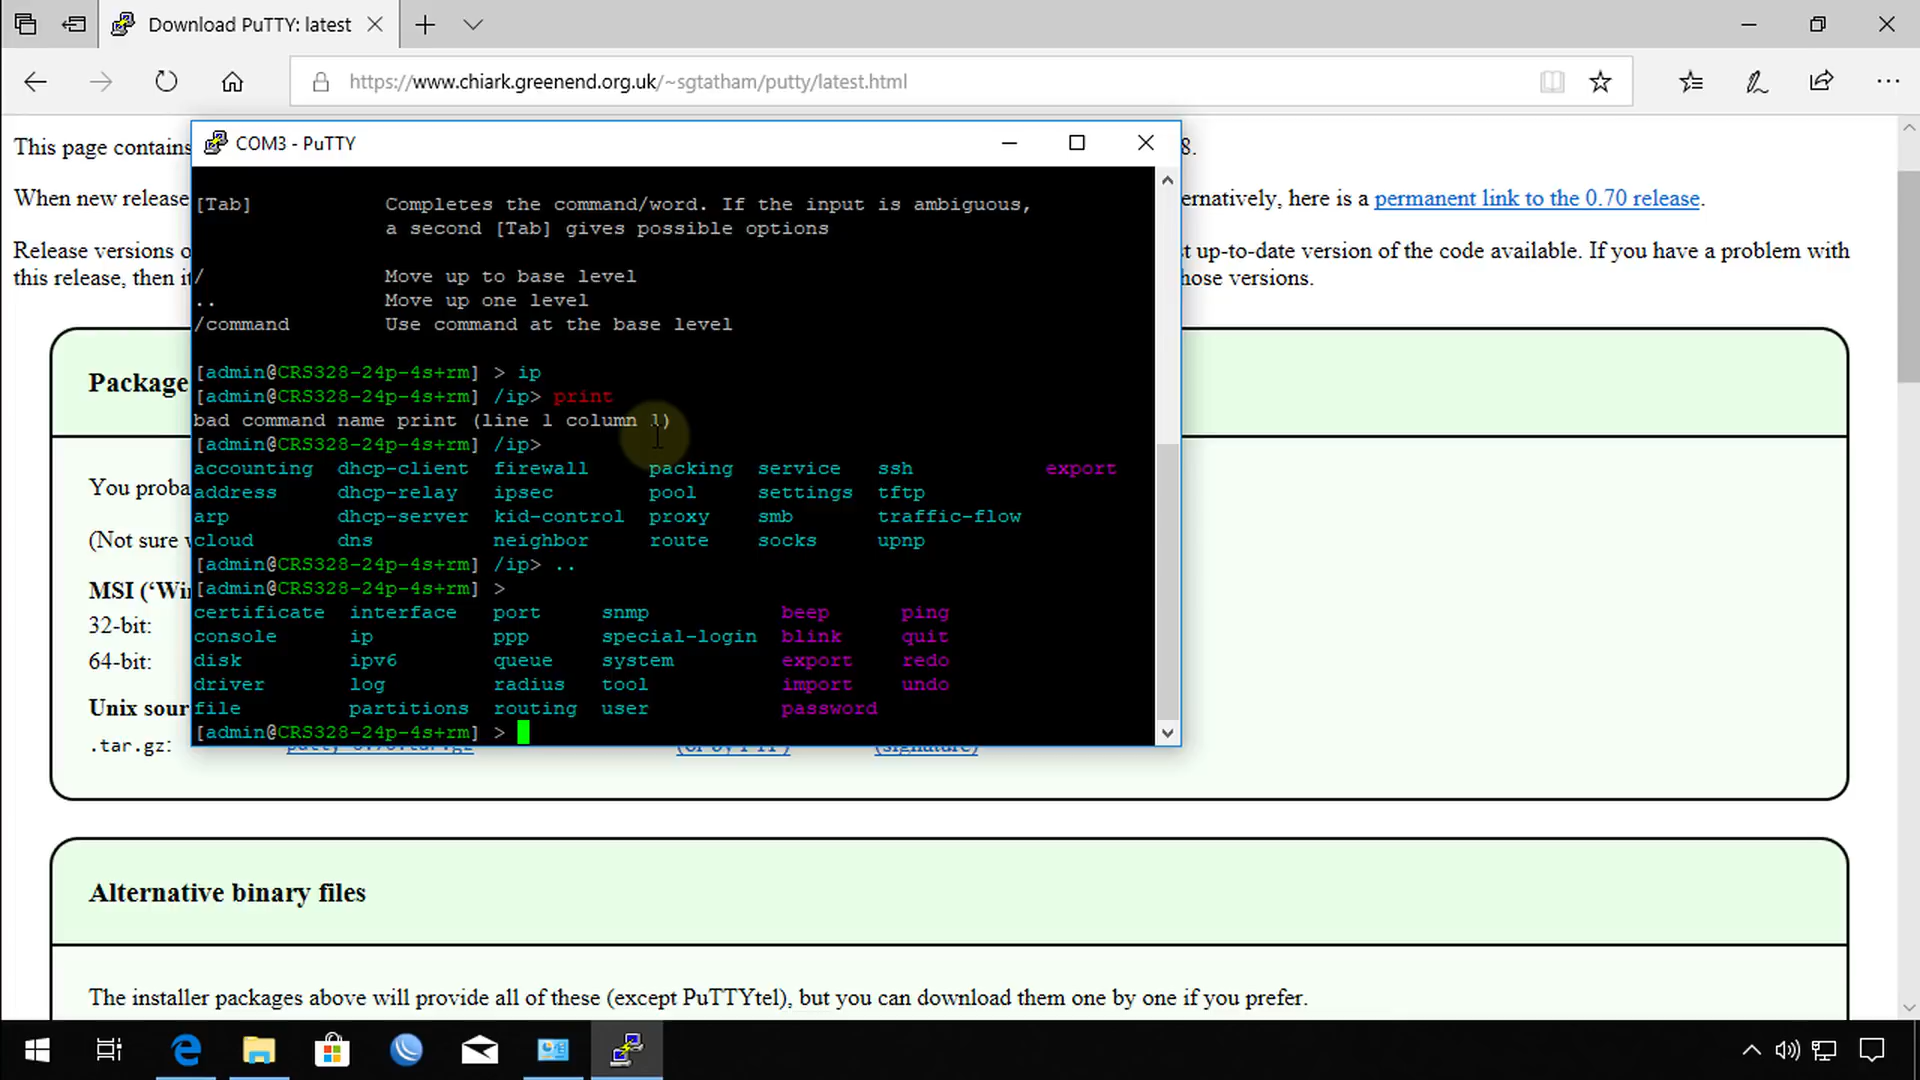 Download PuTTY: latest
https://www.chiark.greenend.org.uk/~sgtatham/putty/latest.html
This page contains 8.
When new release ernatively, here is a permanent link to the 0.70 release.
Release versions o t up-to-date version of the code available. If you have a problem with
this release, then i hose versions.
Package
You proba
(Not sure
MSI (‘Win
32-bit:
64-bit:
Unix sour
.tar.gz: putty-0.70.tar.gz (signature)
COM3 - PuTTY
[Tab] Completes the command/word. If the input is ambiguous,
a second [Tab] gives possible options
/ Move up to base level
.. Move up one level
/command Use command at the base level
[admin@CRS328-24p-4s+rm] > ip
[admin@CRS328-24p-4s+rm] /ip> print
bad command name print (line 1 column 1)
[admin@CRS328-24p-4s+rm] /ip>
accounting dhcp-client firewall packing service ssh export
address dhcp-relay ipsec pool settings tftp
arp dhcp-server kid-control proxy smb traffic-flow
cloud dns neighbor route socks upnp
[admin@CRS328-24p-4s+rm] /ip> ..
[admin@CRS328-24p-4s+rm] >
certificate interface port snmp beep ping
console ip ppp special-login blink quit
disk ipv6 queue system export redo
driver log radius tool import undo
file partitions routing user password
[admin@CRS328-24p-4s+rm] >
Alternative binary files
The installer packages above will provide all of these (except PuTTYtel), but you can download them one by one if you prefer.